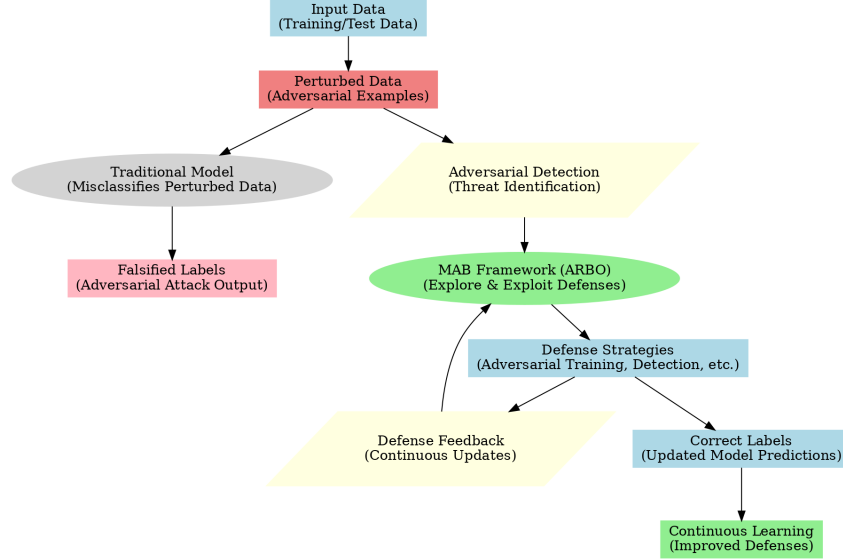 Input Data
(Training/Test Data)
Perturbed Data
(Adversarial Examples)
Traditional Model
(Misclassifies Perturbed Data)
Adversarial Detection
(Threat Identification)
Falsified Labels
(Adversarial Attack Output)
MAB Framework (ARBO)
(Explore & Exploit Defenses)
Defense Strategies
(Adversarial Training, Detection, etc.)
Defense Feedback
(Continuous Updates)
Correct Labels
(Updated Model Predictions)
Continuous Learning
(Improved Defenses)